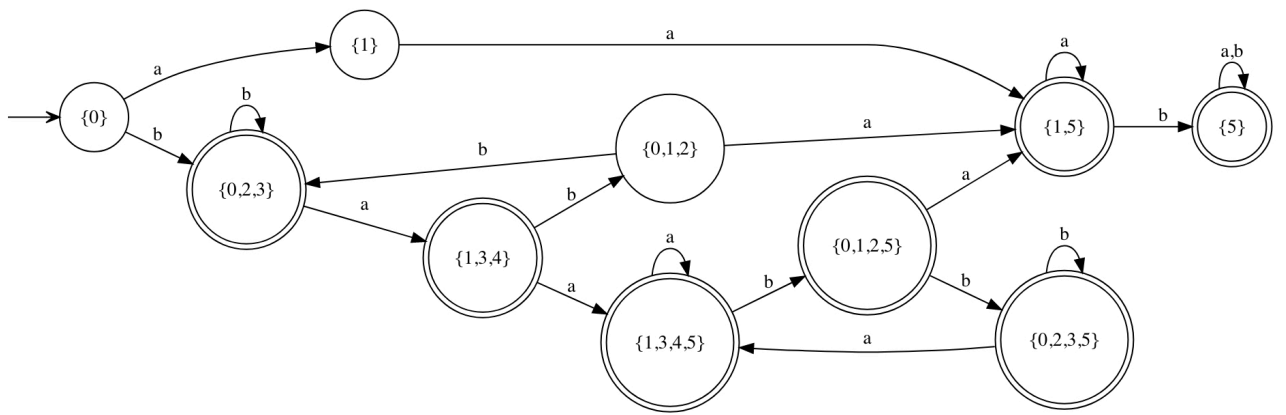 {0}
a
{1}
a
b
b
{0,2,3}
a
b
{1,3,4}
b
a
{0,1,2}
a
a
{1,3,4,5}
b
{0,1,2,5}
a
b
a
b
{0,2,3,5}
a
{1,5}
b
a,b
{5}